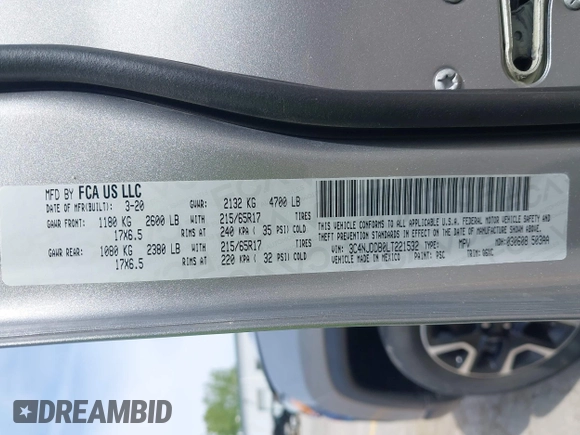 MFD BY FCA US LLC
DATE OF MFR(BUILT): 3-20 GVWR: 2132 KG 4700 LB
GAWR FRONT: 1180 KG 2600 LB WITH 215/65R17 TIRES
17X6.5 RIMS AT 240 KPA ( 35 PSI) COLD
GAWR REAR: 1080 KG 2380 LB WITH 215/65R17 TIRES
17X6.5 RIMS AT 220 KPA ( 32 PSI) COLD
THIS VEHICLE CONFORMS TO ALL APPLICABLE U.S.A. FEDERAL MOTOR VEHICLE SAFETY AND
THEFT PREVENTION STANDARDS IN EFFECT ON THE DATE OF MANUFACTURE SHOWN ABOVE.
VIN: 3C4NJDDB0LT221532 TYPE: MPV MDH: 030608 503AA
VEHICLE MADE IN MEXICO PAINT: PSC TRIM:
DREAMBID